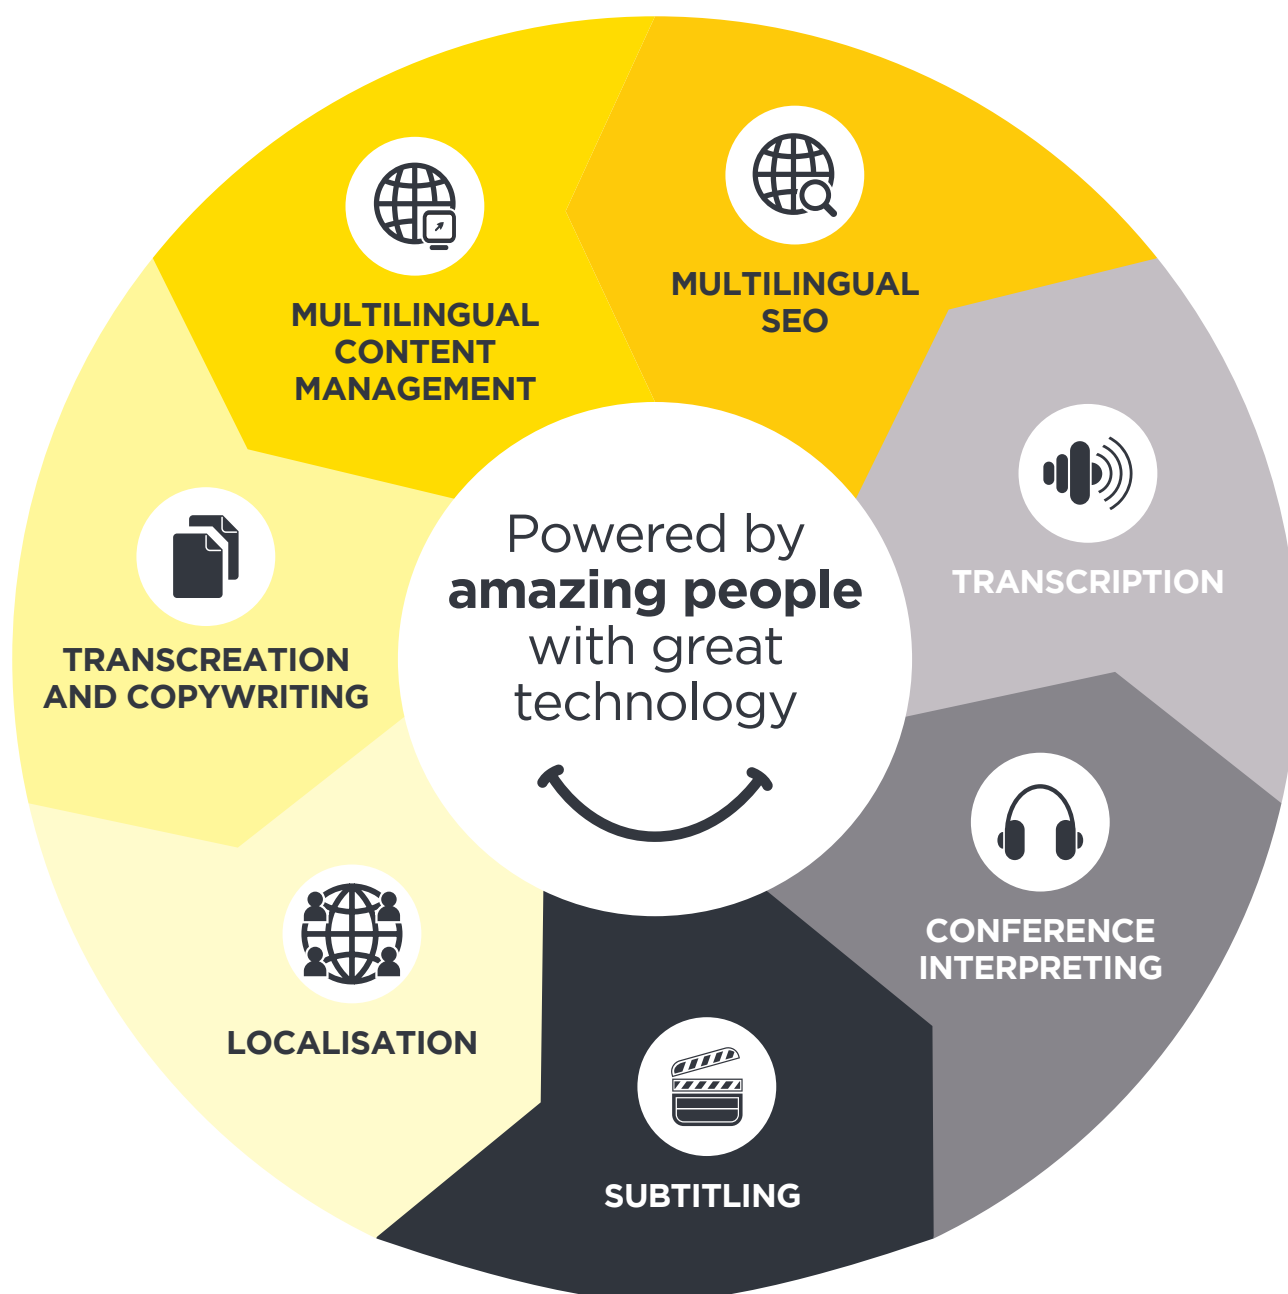 MULTILINGUAL
SEO
MULTILINGUAL
CONTENT
MANAGEMENT
TRANSCRIPTION
Powered by
amazing people
with great
technology
TRANSCREATION
AND COPYWRITING
CONFERENCE
INTERPRETING
LOCALISATION
SUBTITLING